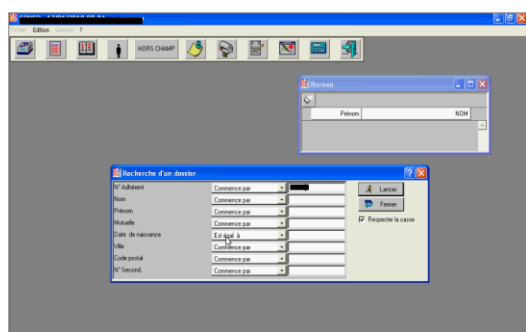 Edition Gestion ?
HORS CHAMP
Bureau
Prénom NOM
Recherche d'un dossier
N° Adhérent Commence par
Nom Commence par
Prénom Commence par
Mutuelle Commence par
Date de naissance Est égal à
Ville Commence par
Code postal Commence par
N° Second. Commence par
Lancer
Fermer
Respecter la casse